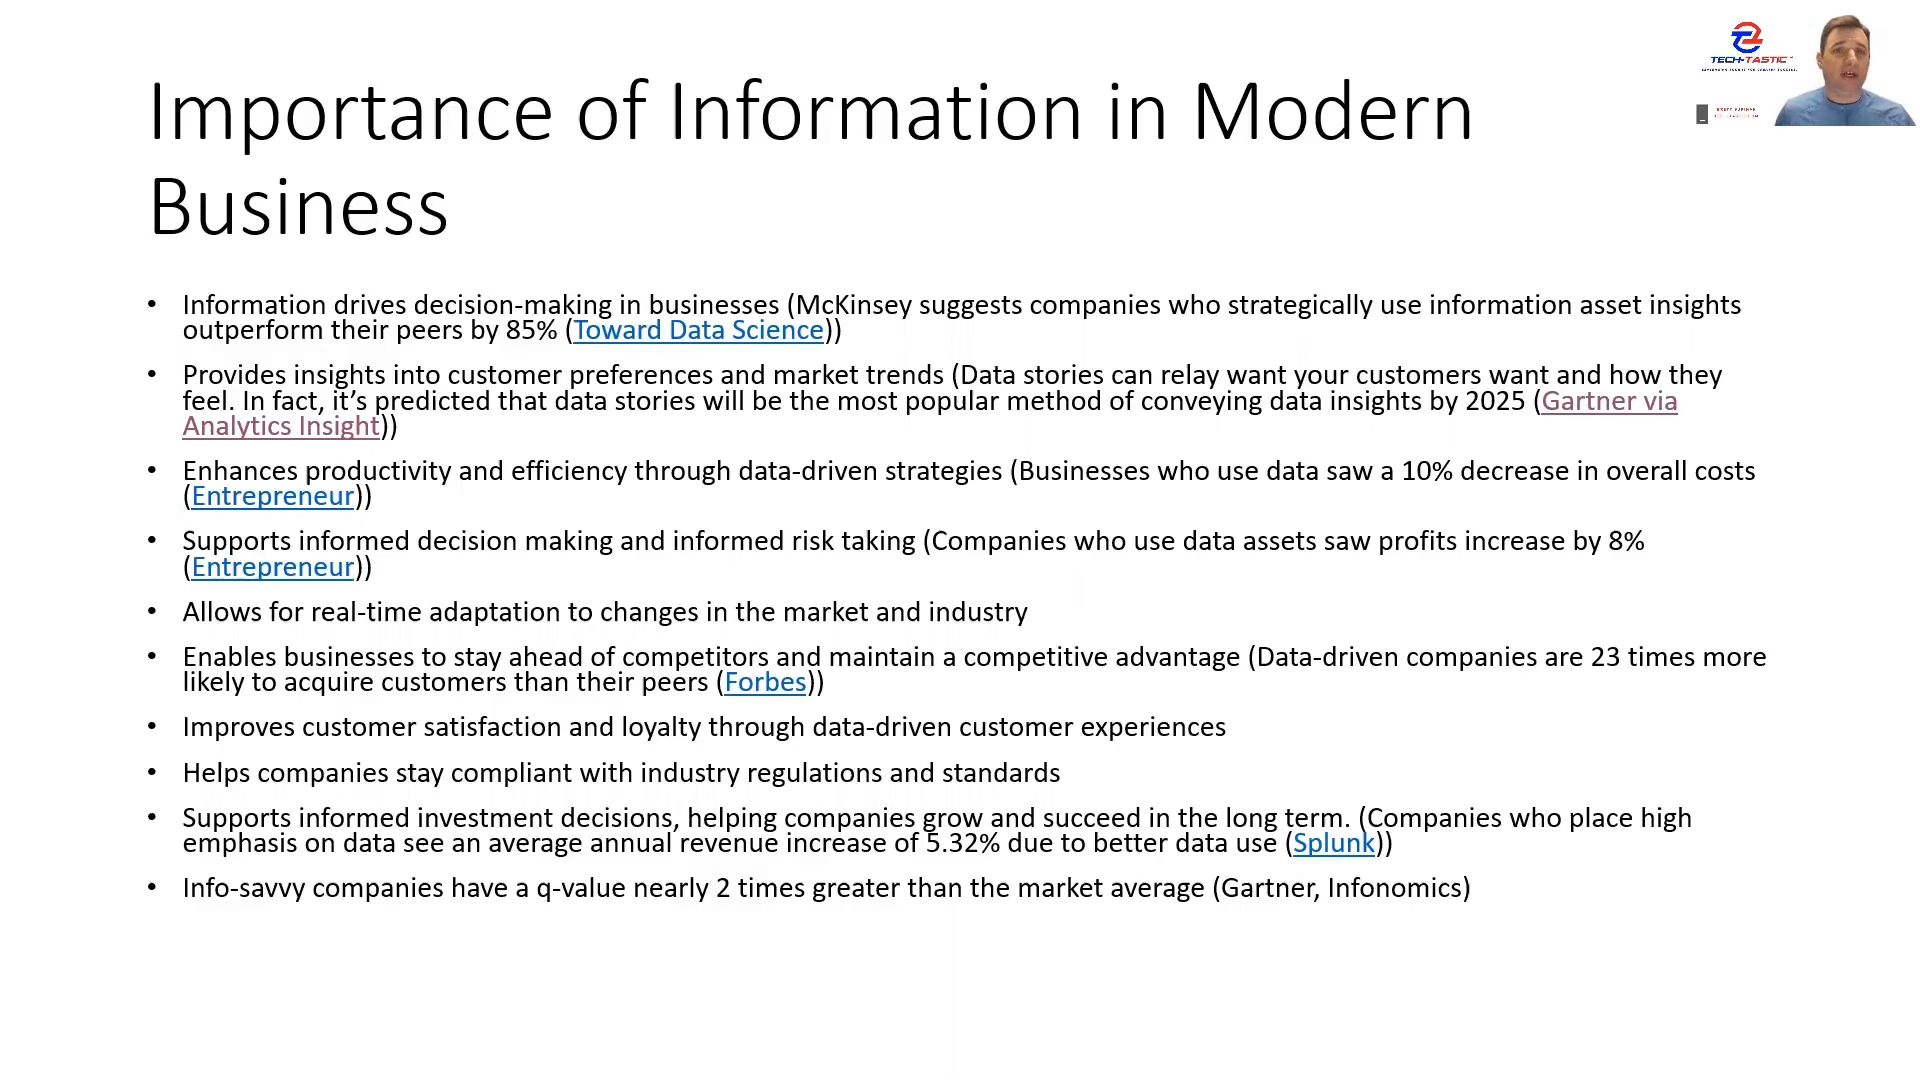 TECH-TASTIC
Importance of Information in Modern
Business
• Information drives decision-making in businesses (McKinsey suggests companies who strategically use information asset insights
outperform their peers by 85% (Toward Data Science))
• Provides insights into customer preferences and market trends (Data stories can relay want your customers want and how they
feel. In fact, it’s predicted that data stories will be the most popular method of conveying data insights by 2025 (Gartner via
Analytics Insight))
• Enhances productivity and efficiency through data-driven strategies (Businesses who use data saw a 10% decrease in overall costs
(Entrepreneur))
• Supports informed decision making and informed risk taking (Companies who use data assets saw profits increase by 8%
(Entrepreneur))
• Allows for real-time adaptation to changes in the market and industry
• Enables businesses to stay ahead of competitors and maintain a competitive advantage (Data-driven companies are 23 times more
likely to acquire customers than their peers (Forbes))
• Improves customer satisfaction and loyalty through data-driven customer experiences
• Helps companies stay compliant with industry regulations and standards
• Supports informed investment decisions, helping companies grow and succeed in the long term. (Companies who place high
emphasis on data see an average annual revenue increase of 5.32% due to better data use (Splunk))
• Info-savvy companies have a q-value nearly 2 times greater than the market average (Gartner, Infonomics)